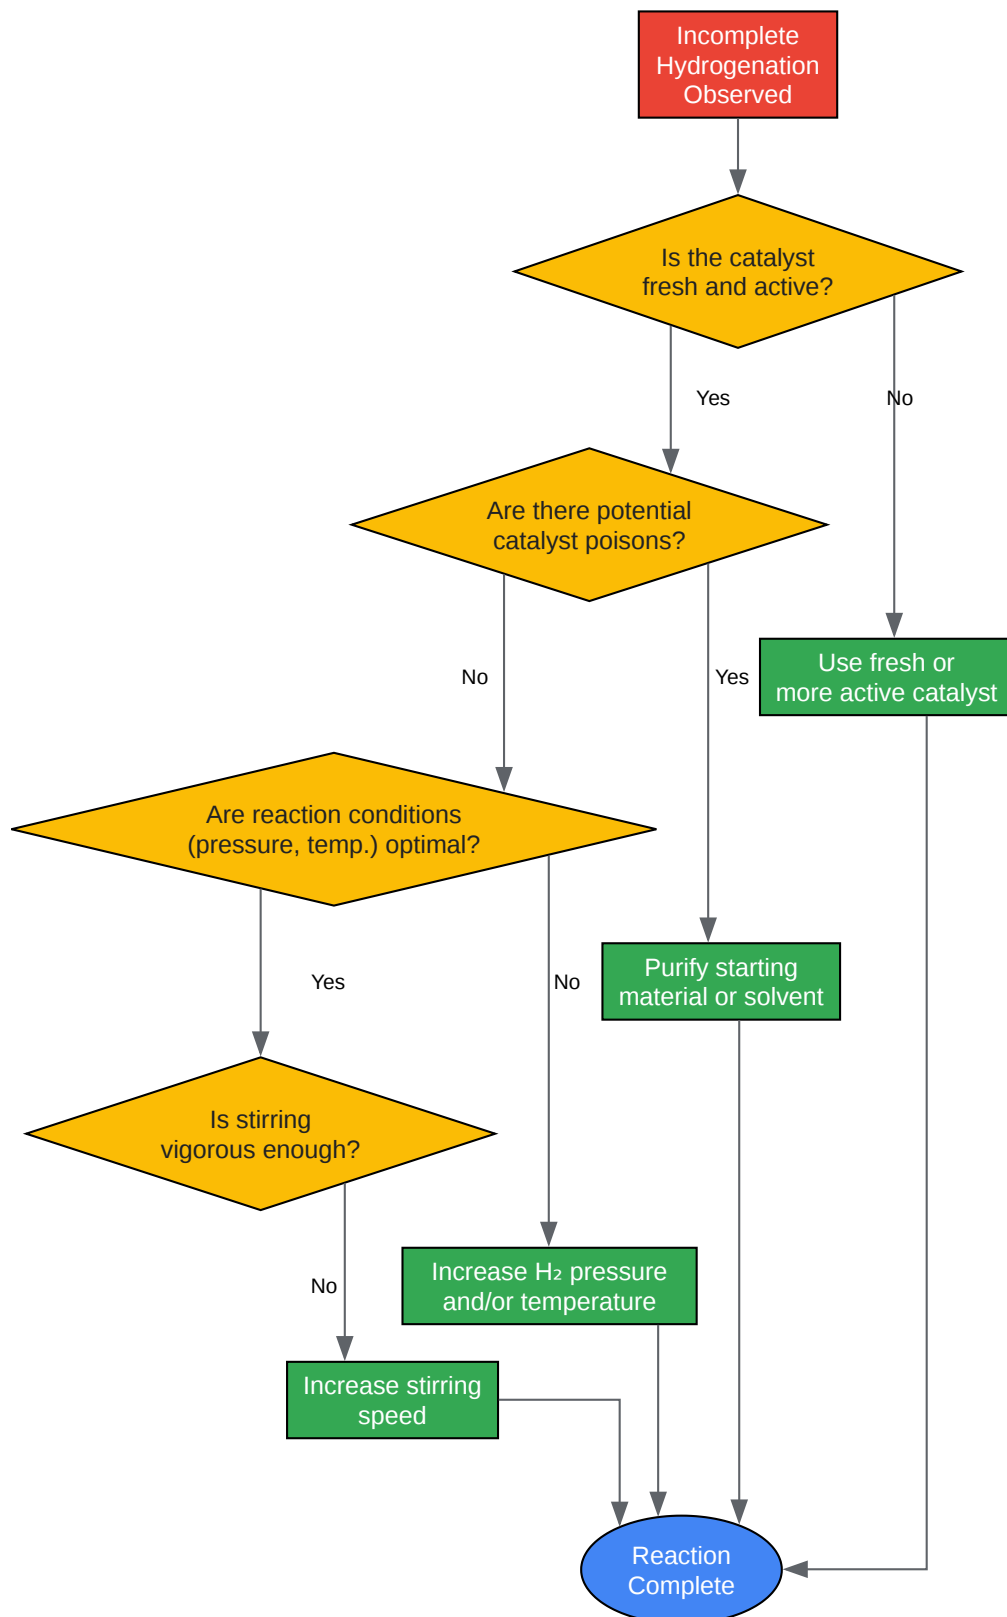 Incomplete
Hydrogenation
Observed
Is the catalyst
fresh and active?
Yes
No
Are there potential
catalyst poisons?
No
Yes
Use fresh or
more active catalyst
Are reaction conditions
(pressure, temp.) optimal?
Yes
No
Purify starting
material or solvent
Is stirring
vigorous enough?
No
Increase H₂ pressure
and/or temperature
Increase stirring
speed
Reaction
Complete